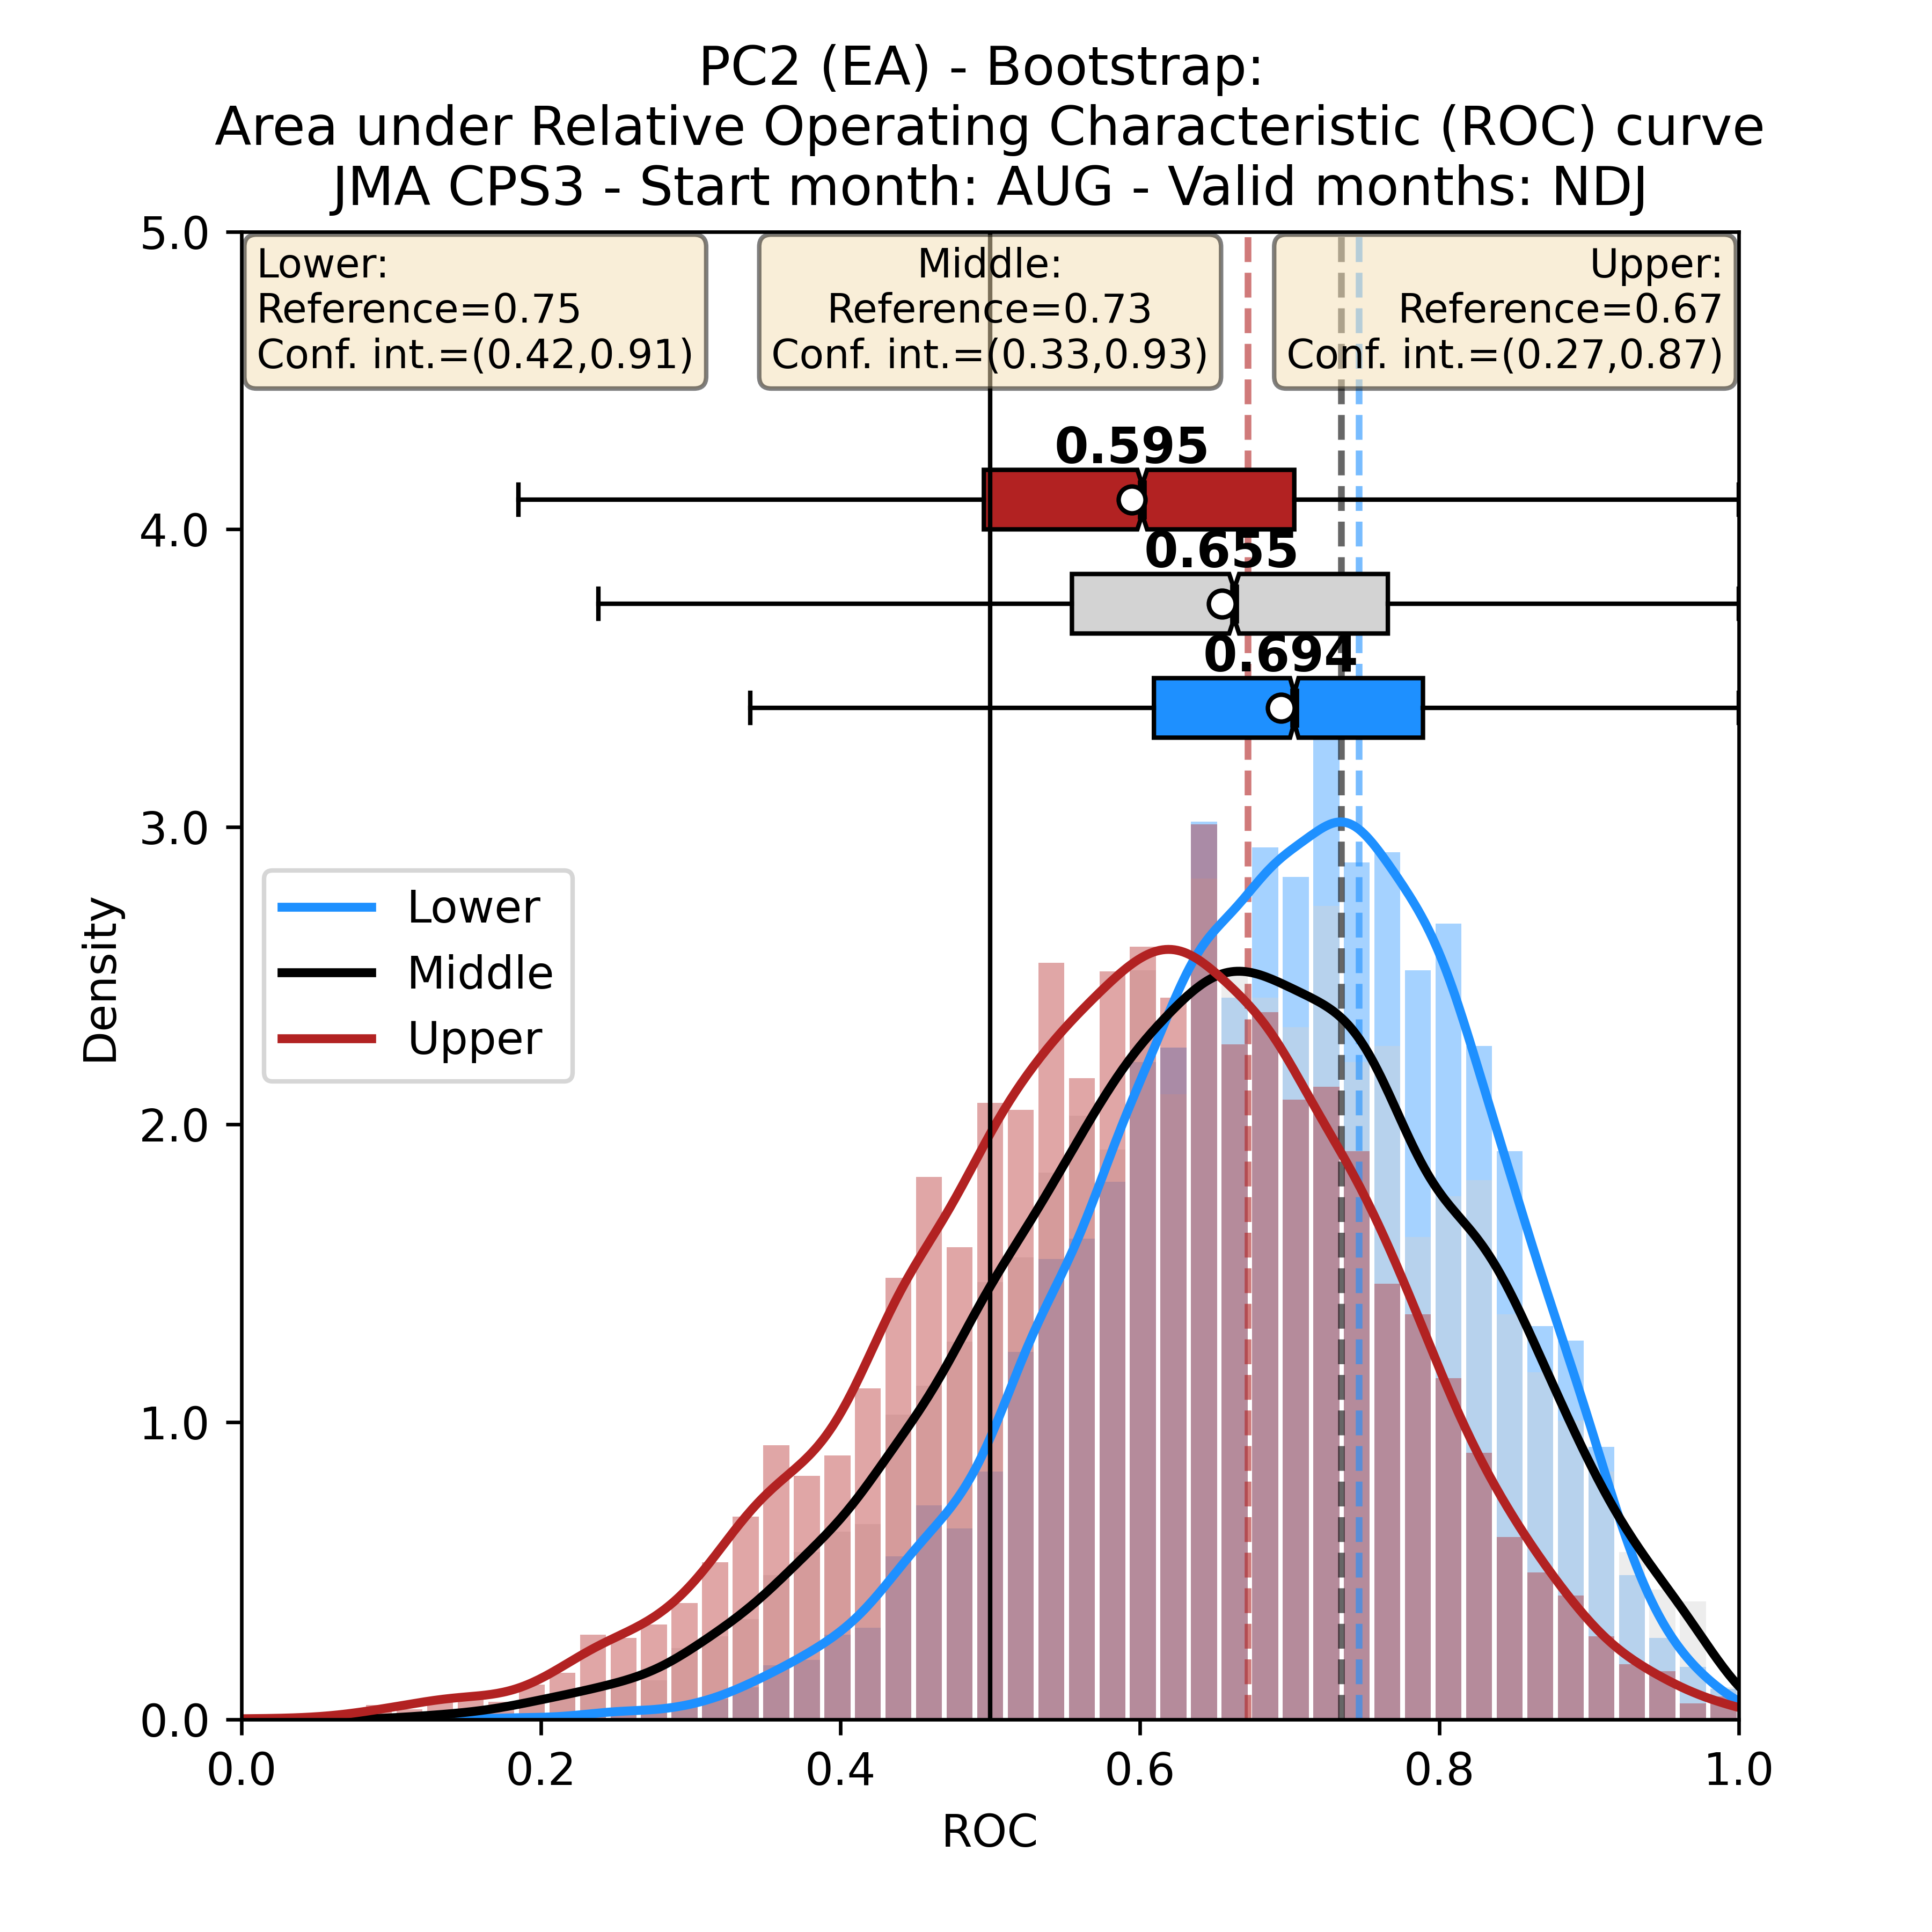 PC2 (EA) - Bootstrap:
Area under Relative Operating Characteristic (ROC) curve
JMA CPS3 - Start month: AUG - Valid months: NDJ
Lower:
Reference=0.75
Conf. int.=(0.42,0.91)
Middle:
Reference=0.73
Conf. int.=(0.33,0.93)
Upper:
Reference=0.67
Conf. int.=(0.27,0.87)
0.595
0.655
0.694
5.0
4.0
3.0
2.0
1.0
0.0
Density
Lower
Middle
Upper
0.0 0.2 0.4 0.6 0.8 1.0
ROC